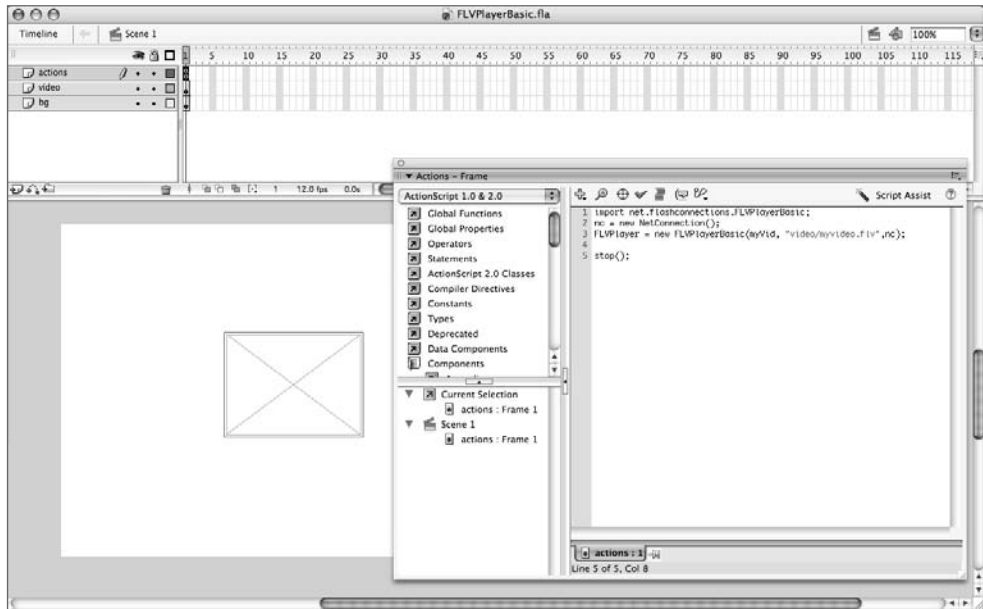 FLVPlayerBasic.fla
Timeline
Scene 1
100%
1 5 10 15 20 25 30 35 40 45 50 55 60 65 70 75 80 85 90 95 100 105 110 115
actions
video
bg
1 12.0 fps 0.0s
Actions - Frame
ActionScript 1.0 & 2.0
Script Assist
Global Functions
Global Properties
Operators
Statements
ActionScript 2.0 Classes
Compiler Directives
Constants
Types
Deprecated
Data Components
Components
Current Selection
actions : Frame 1
Scene 1
actions : Frame 1
1 import net.flashconnections.FLVPlayerBasic;
2 nc = new NetConnection();
3 FLVPlayer = new FLVPlayerBasic(myVid, "video/myvideo.flv",nc);
4
5 stop();
actions : 1
Line 5 of 5, Col 8